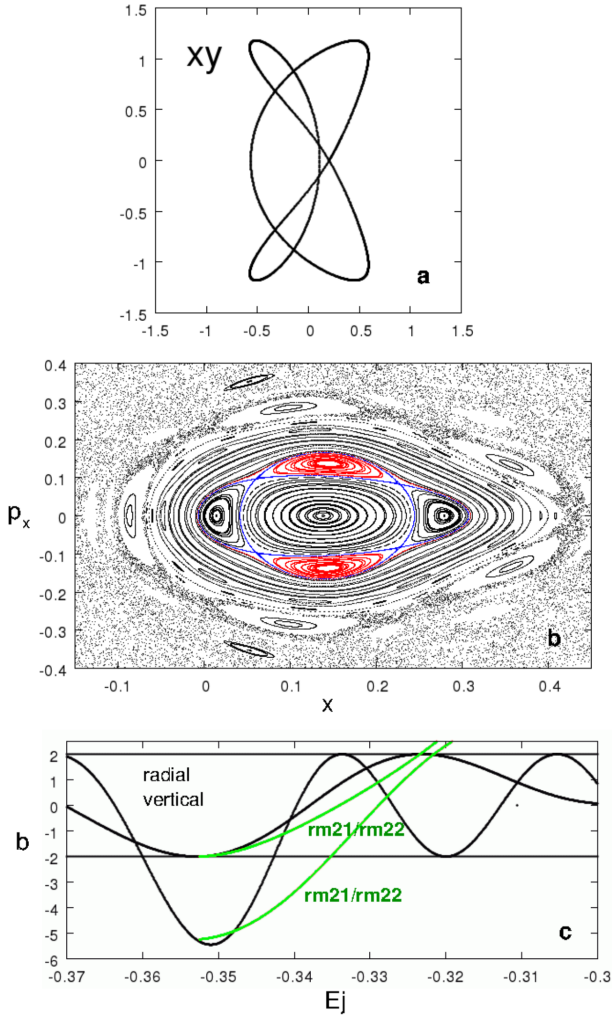 1.5
xy
1
0.5
0
-0.5
-1
a
-1.5
-1.5 -1 -0.5 0 0.5 1 1.5
0.4
0.3
0.2
0.1
px 0
-0.1
-0.2
-0.3
b
-0.4
-0.1 0 0.1 0.2 0.3 0.4
x
2
radial
1
vertical
0
b -1
rm21/rm22
-2
-3
rm21/rm22
-4
-5
c
-6
-0.37 -0.36 -0.35 -0.34 -0.33 -0.32 -0.31 -0.3
Ej